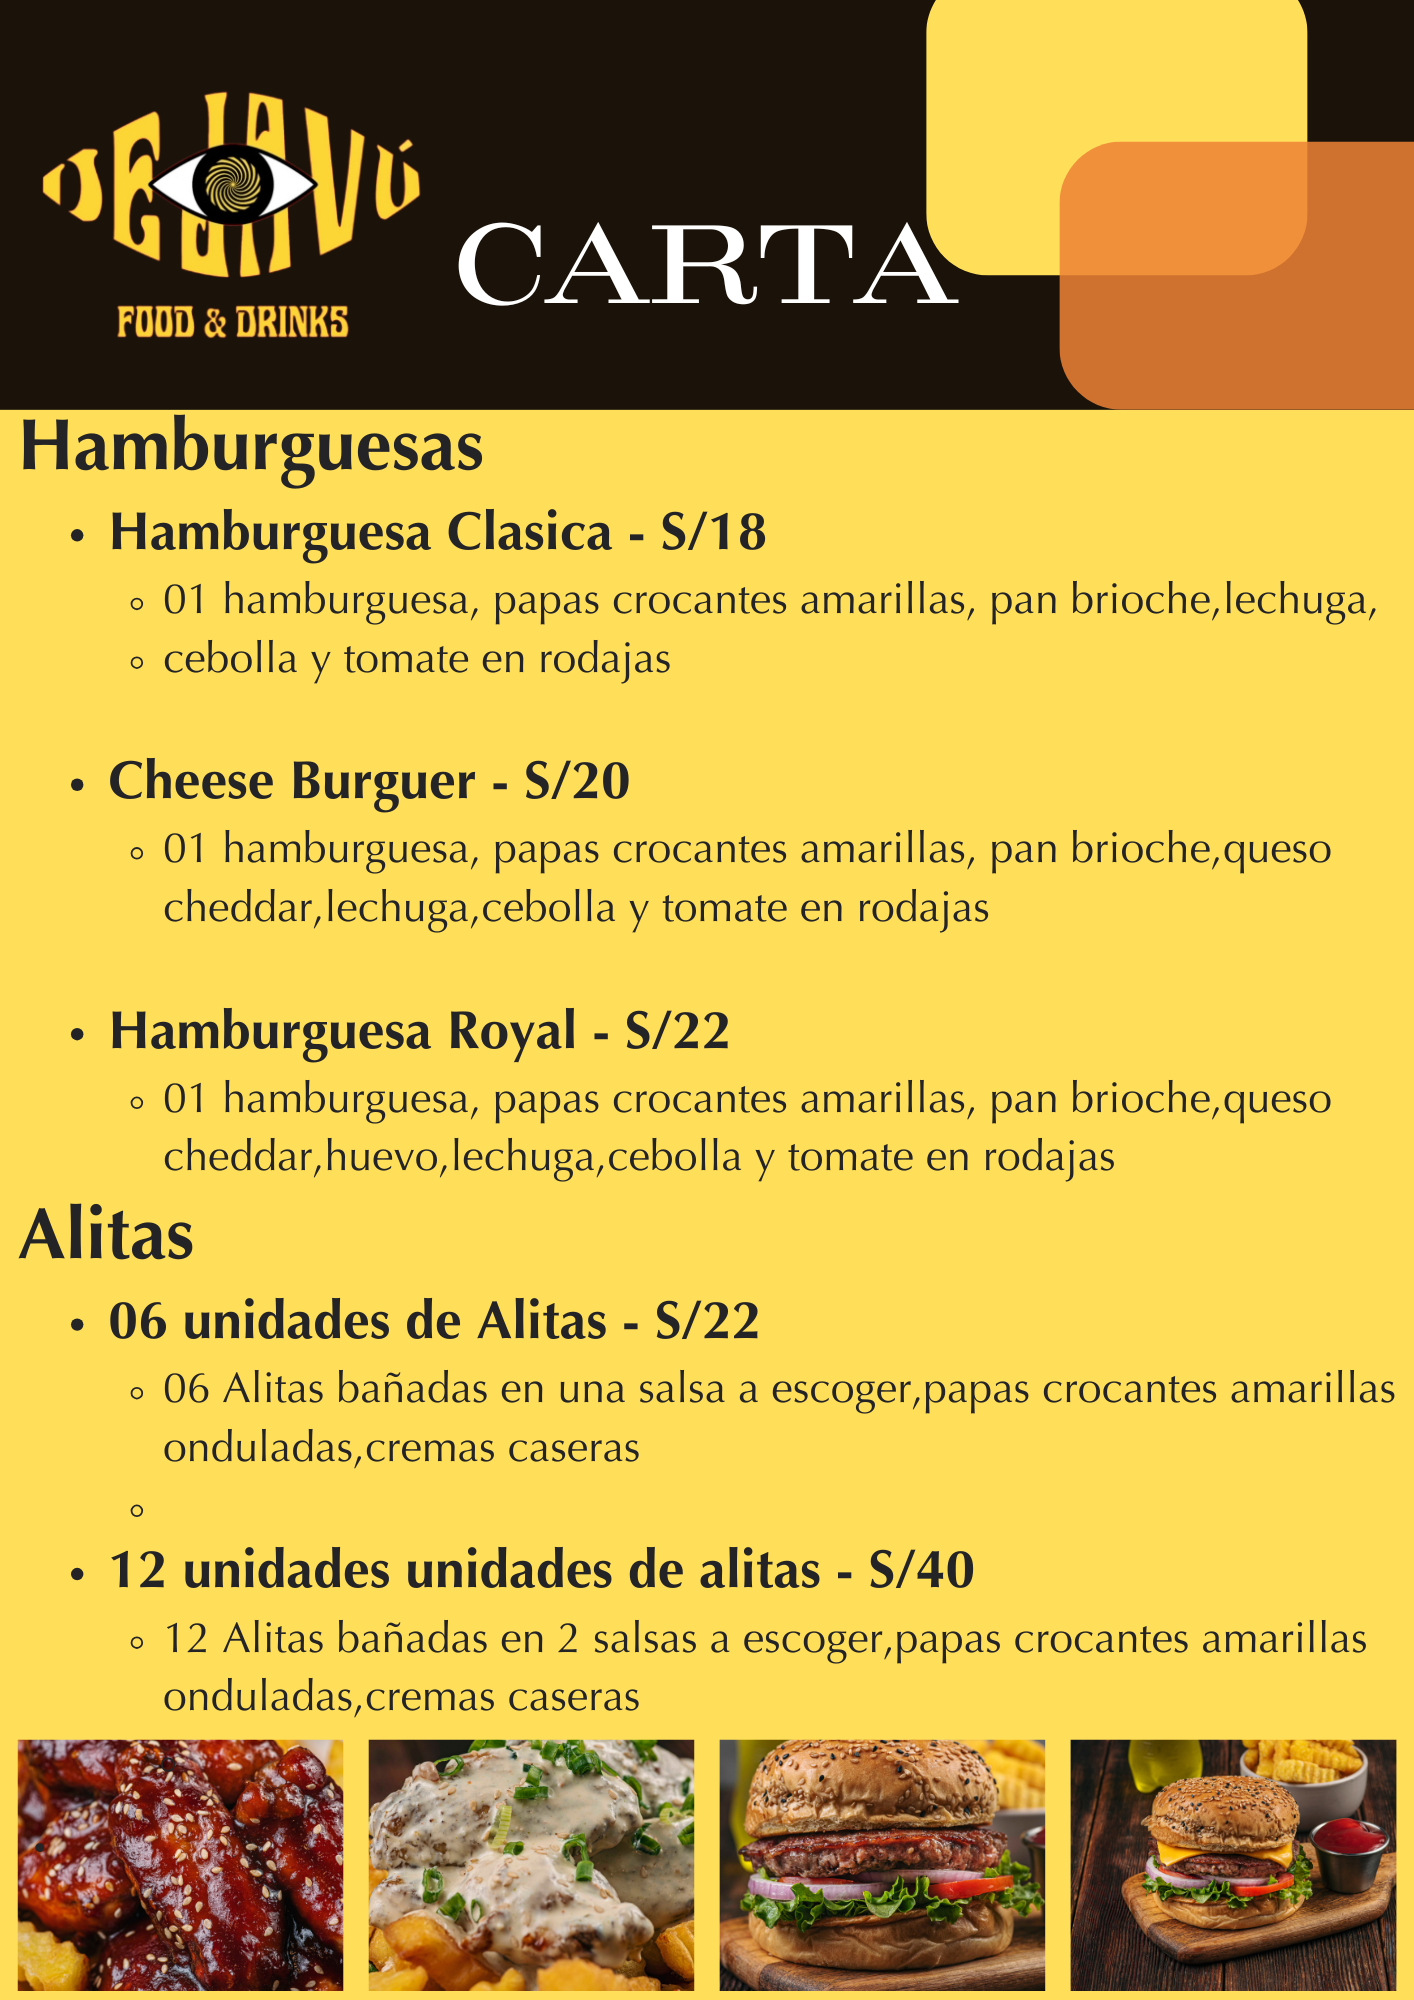 DEJAVÚ
FOOD & DRINKS
CARTA
Hamburguesas
• Hamburguesa Clasica - S/18
◦ 01 hamburguesa, papas crocantes amarillas, pan brioche,lechuga,
◦ cebolla y tomate en rodajas
• Cheese Burguer - S/20
◦ 01 hamburguesa, papas crocantes amarillas, pan brioche,queso
cheddar,lechuga,cebolla y tomate en rodajas
• Hamburguesa Royal - S/22
◦ 01 hamburguesa, papas crocantes amarillas, pan brioche,queso
cheddar,huevo,lechuga,cebolla y tomate en rodajas
Alitas
• 06 unidades de Alitas - S/22
◦ 06 Alitas bañadas en una salsa a escoger,papas crocantes amarillas
onduladas,cremas caseras
◦
• 12 unidades unidades de alitas - S/40
◦ 12 Alitas bañadas en 2 salsas a escoger,papas crocantes amarillas
onduladas,cremas caseras